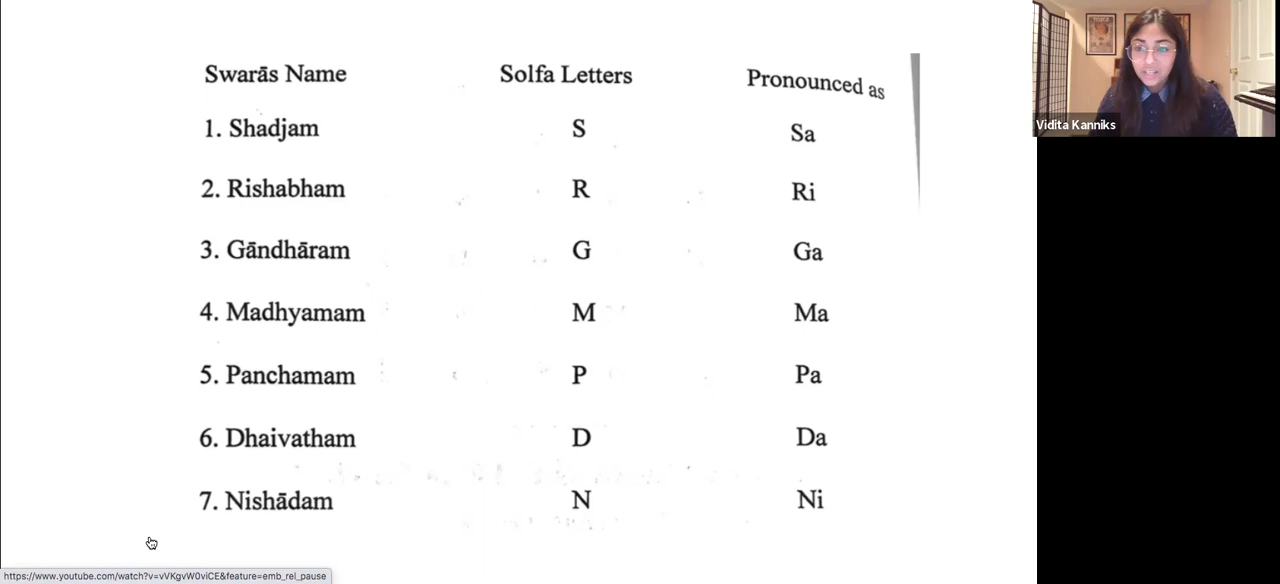 Swarās Name Solfa Letters Pronounced as
1. Shadjam S Sa
2. Rishabham R Ri
3. Gāndhāram G Ga
4. Madhyamam M Ma
5. Panchamam P Pa
6. Dhaivatham D Da
7. Nishādam N Ni
Vidita Kanniks
https://www.youtube.com/watch?v=vVKgvW0viCE&feature=emb_rel_pause